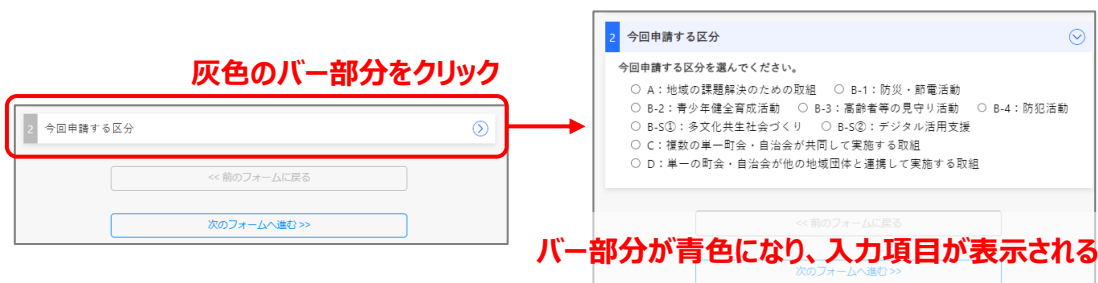 灰色のバー部分をクリック
2 今回申請する区分
<< 前のフォームに戻る
次のフォームへ進む >>
2 今回申請する区分
今回申請する区分を選んでください。
A：地域の課題解決のための取組 B-1：防災・節電活動
B-2：青少年健全育成活動 B-3：高齢者等の見守り活動 B-4：防犯活動
B-S①：多文化共生社会づくり B-S②：デジタル活用支援
C：複数の単一町会・自治会が共同して実施する取組
D：単一の町会・自治会が他の地域団体と連携して実施する取組
<< 前のフォームに戻る
バー部分が青色になり、入力項目が表示される
次のフォームへ進む >>